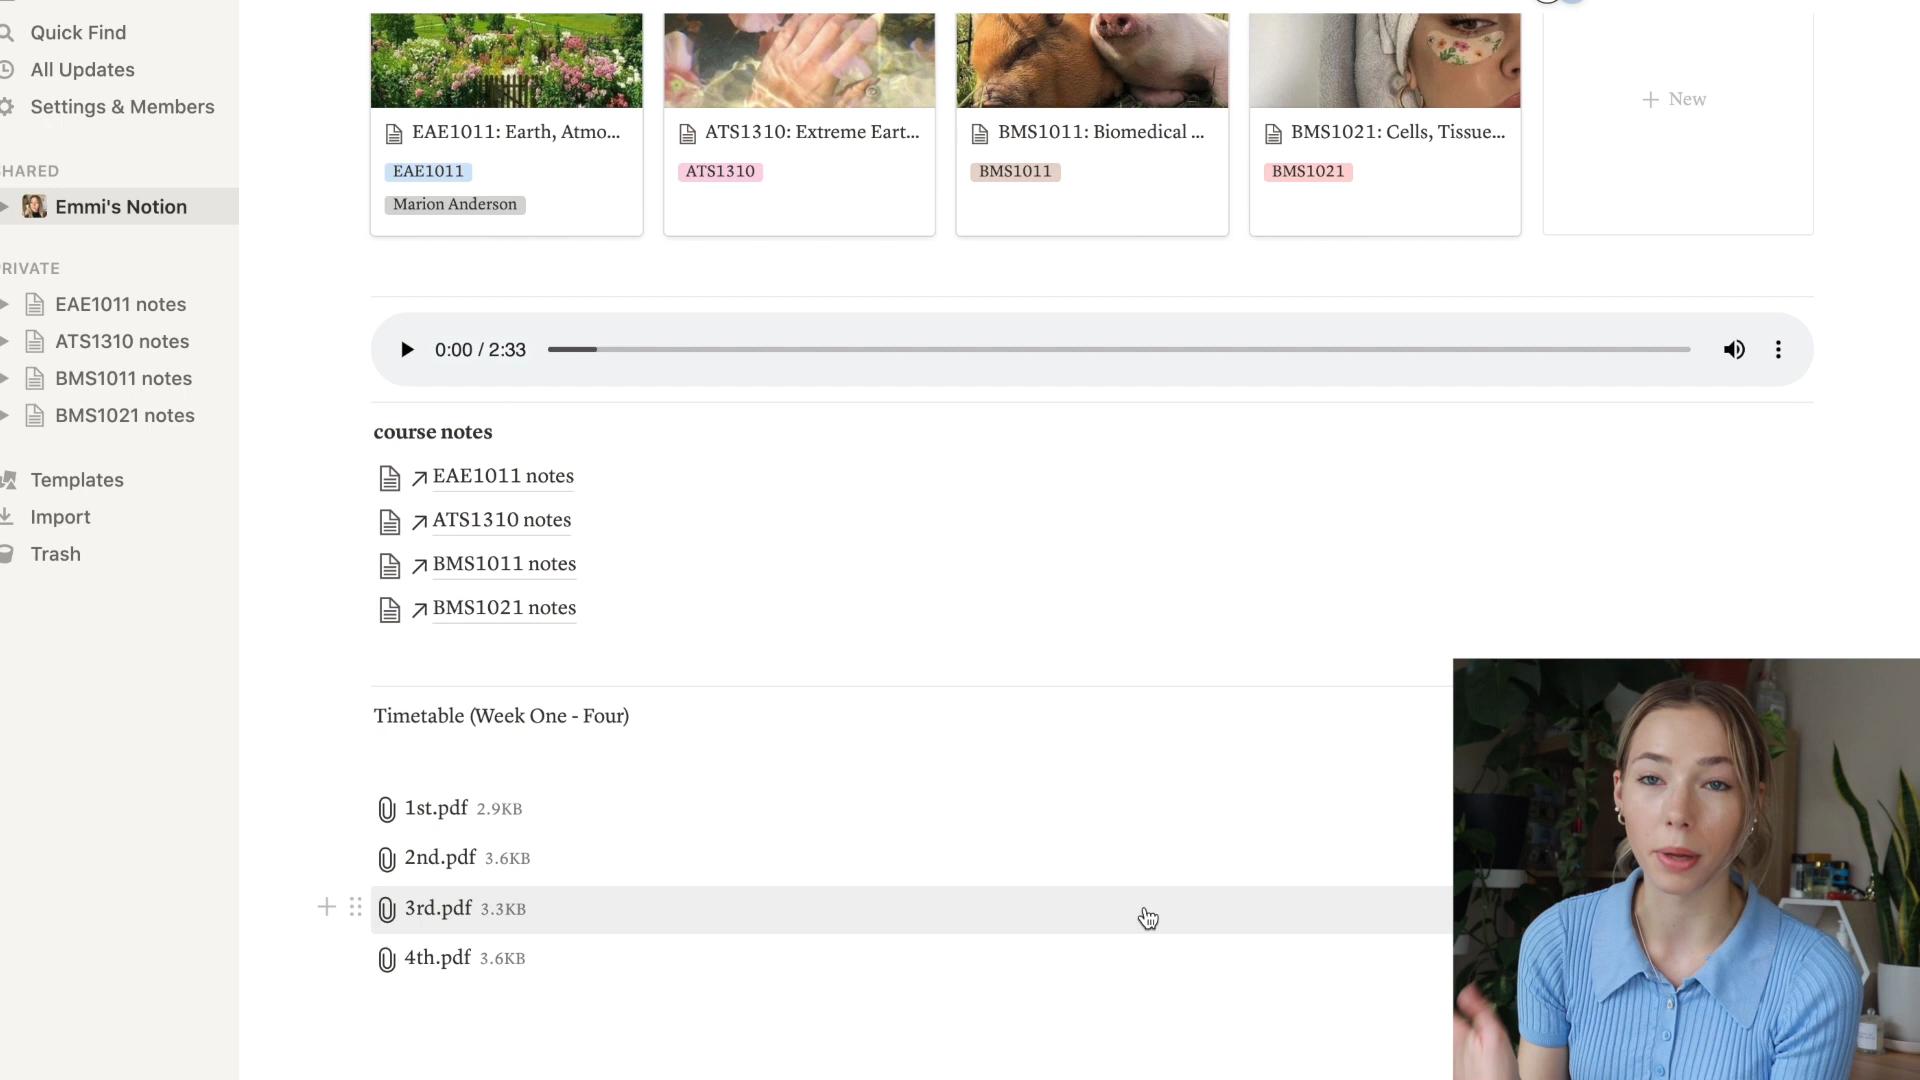 Quick Find
All Updates
Settings & Members
HARED
Emmi's Notion
RIVATE
EAE1011 notes
ATS1310 notes
BMS1011 notes
BMS1021 notes
Templates
Import
Trash
EAE1011: Earth, Atmo...
EAE1011
Marion Anderson
ATS1310: Extreme Eart...
ATS1310
BMS1011: Biomedical ...
BMS1011
BMS1021: Cells, Tissue...
BMS1021
+ New
0:00 / 2:33
course notes
EAE1011 notes
ATS1310 notes
BMS1011 notes
BMS1021 notes
Timetable (Week One - Four)
1st.pdf 2.9KB
2nd.pdf 3.6KB
3rd.pdf 3.3KB
4th.pdf 3.6KB